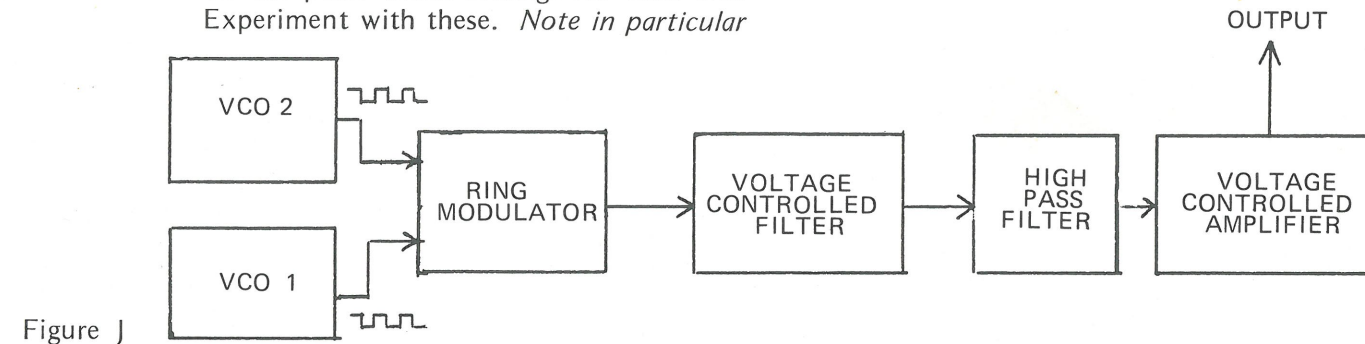 Experiment with these. Note in particular
OUTPUT
VCO 2
RING
MODULATOR
VOLTAGE
CONTROLLED
FILTER
HIGH
PASS
FILTER
VOLTAGE
CONTROLLED
AMPLIFIER
VCO 1
Figure J